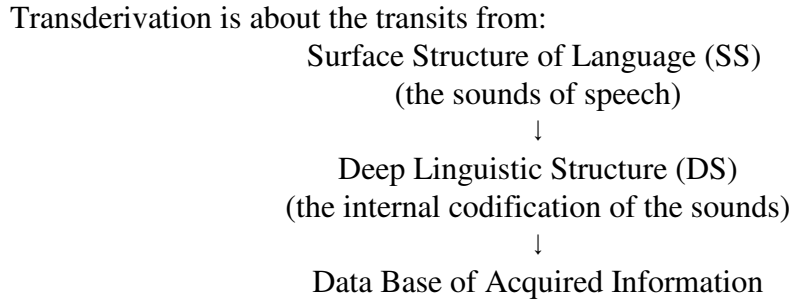 Transderivation is about the transits from:
Surface Structure of Language (SS)
(the sounds of speech)
↓
Deep Linguistic Structure (DS)
(the internal codification of the sounds)
↓
Data Base of Acquired Information